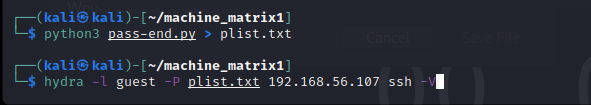 ┌──(kali㉿kali)-[~/machine_matrix1]
└─$ python3 pass-end.py > plist.txt
┌──(kali㉿kali)-[~/machine_matrix1]
└─$ hydra -l guest -P plist.txt 192.168.56.107 ssh -V
Cancel